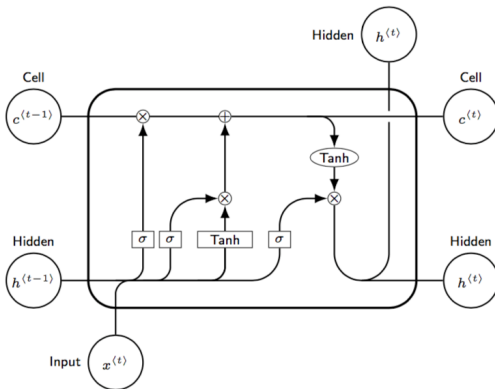 Hidden
h⟨t⟩
Cell
c⟨t−1⟩
Cell
c⟨t⟩
×
+
Tanh
×
×
σ
σ
Tanh
σ
Hidden
h⟨t−1⟩
Hidden
h⟨t⟩
Input
x⟨t⟩